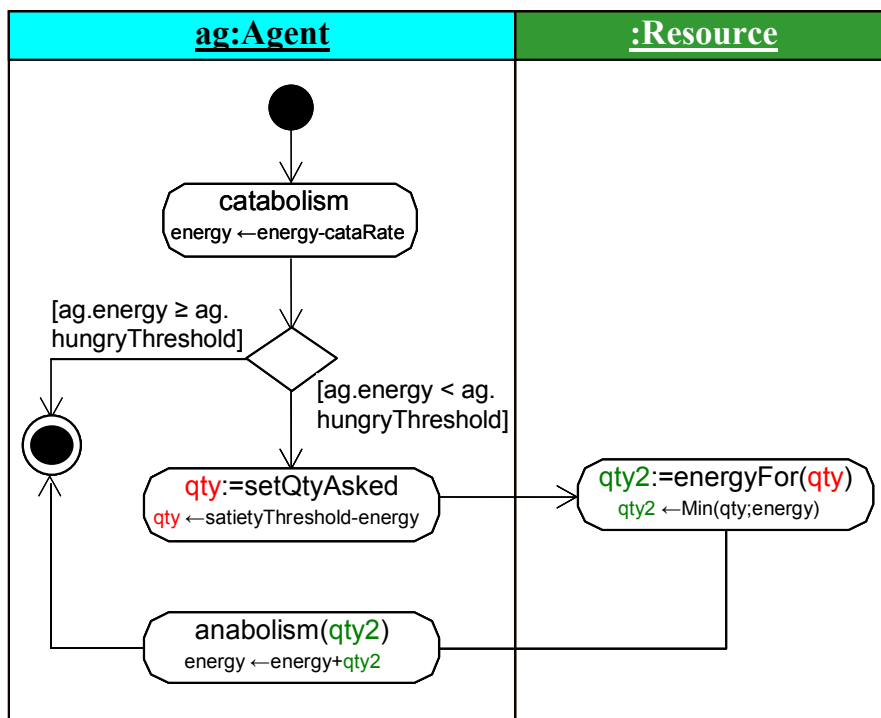 ag:Agent
:Resource
catabolism
energy ←energy-cataRate
[ag.energy ≥ ag.
hungryThreshold]
[ag.energy < ag.
hungryThreshold]
qty:=setQtyAsked
qty ←satietyThreshold-energy
qty2:=energyFor(qty)
qty2 ←Min(qty;energy)
anabolism(qty2)
energy ←energy+qty2